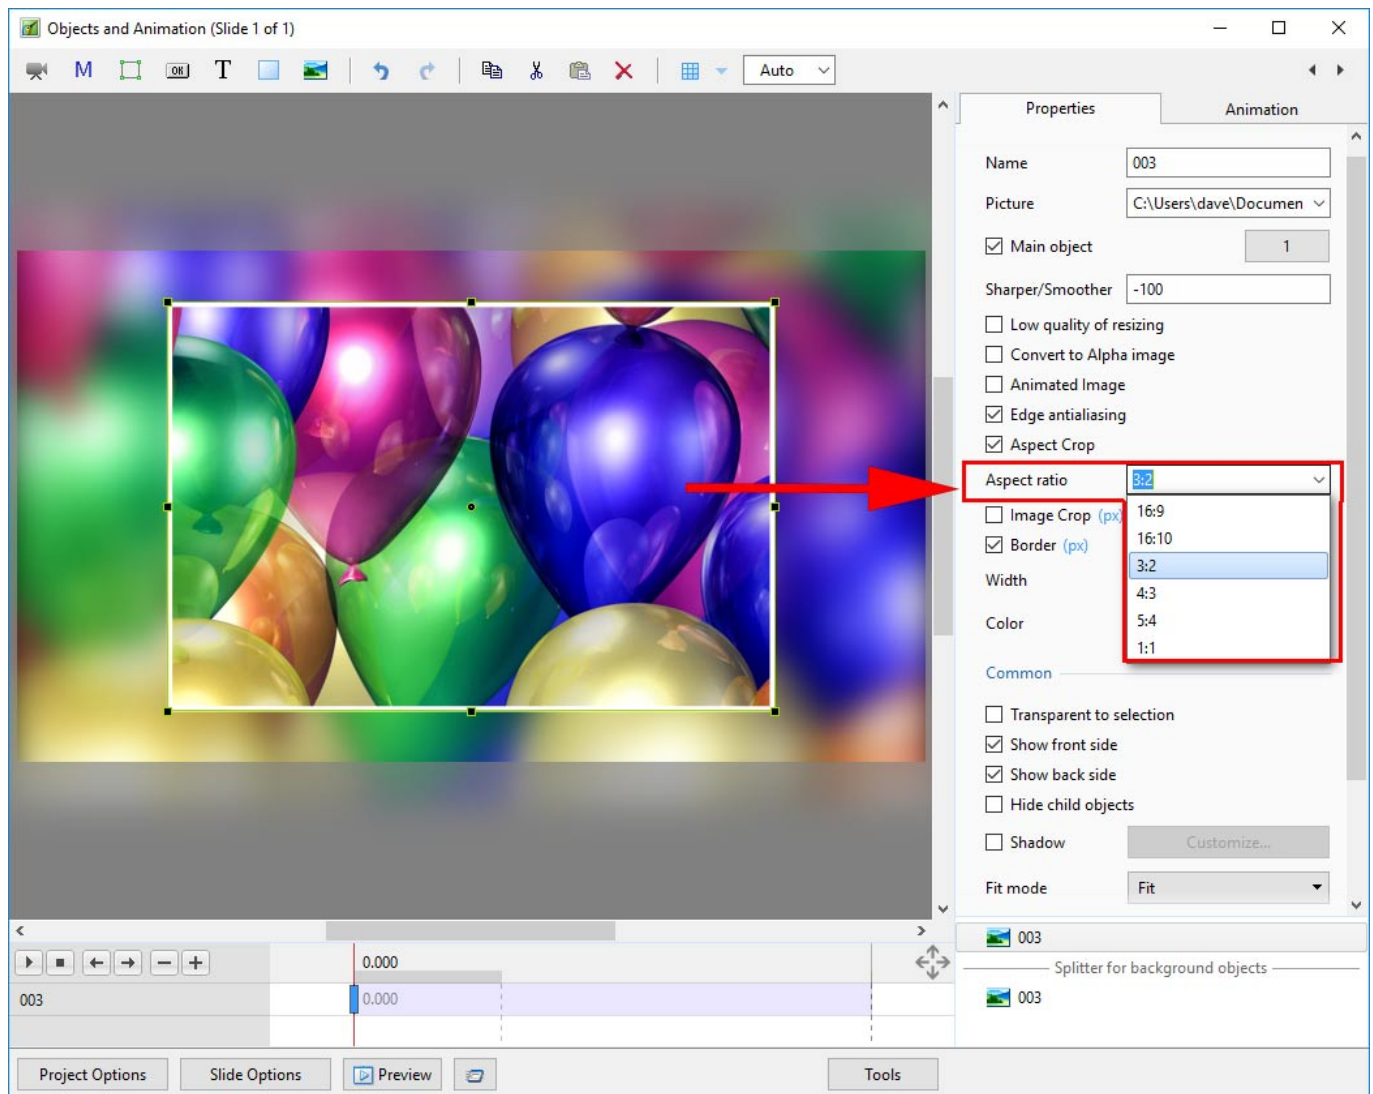 Objects and Animation (Slide 1 of 1)
M OK T Auto
Properties Animation
Name 003
Picture C:\Users\dave\Documen
Main object 1
Sharper/Smoother -100
Low quality of resizing
Convert to Alpha image
Animated Image
Edge antialiasing
Aspect Crop
Aspect ratio 3:2
16:9
Image Crop (px)
16:10
Border (px)
3:2
Width
4:3
Color
5:4
1:1
Common
Transparent to selection
Show front side
Show back side
Hide child objects
Shadow Customize...
Fit mode Fit
003
Splitter for background objects
003
0.000
003 0.000
Project Options Slide Options Preview Tools